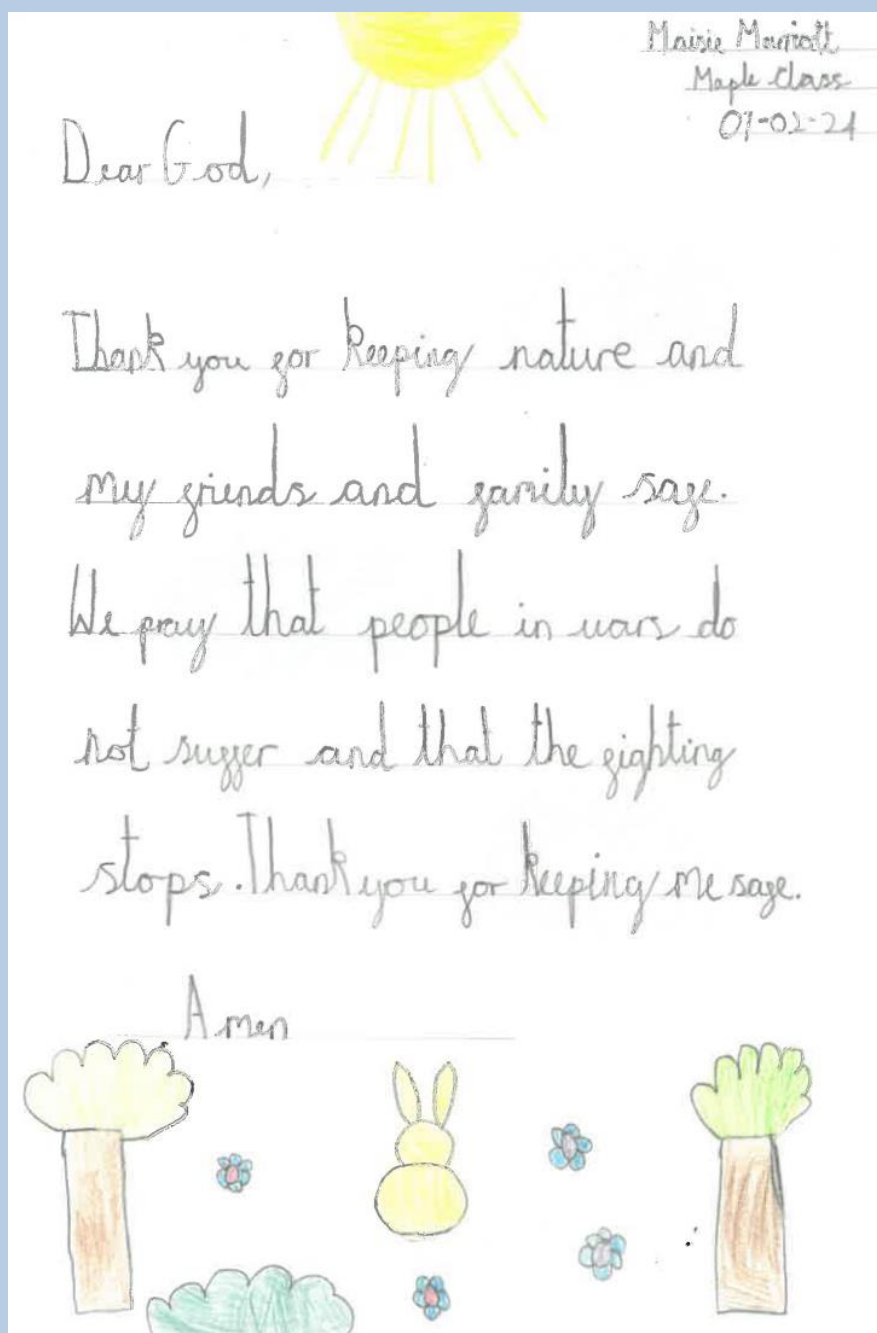 Maisie Marriott
Maple Class
07-02-24
Dear God,
Thank you for keeping nature and
my friends and family safe.
We pray that people in wars do
not suffer and that the fighting
stops. Thank you for keeping me safe.
Amen